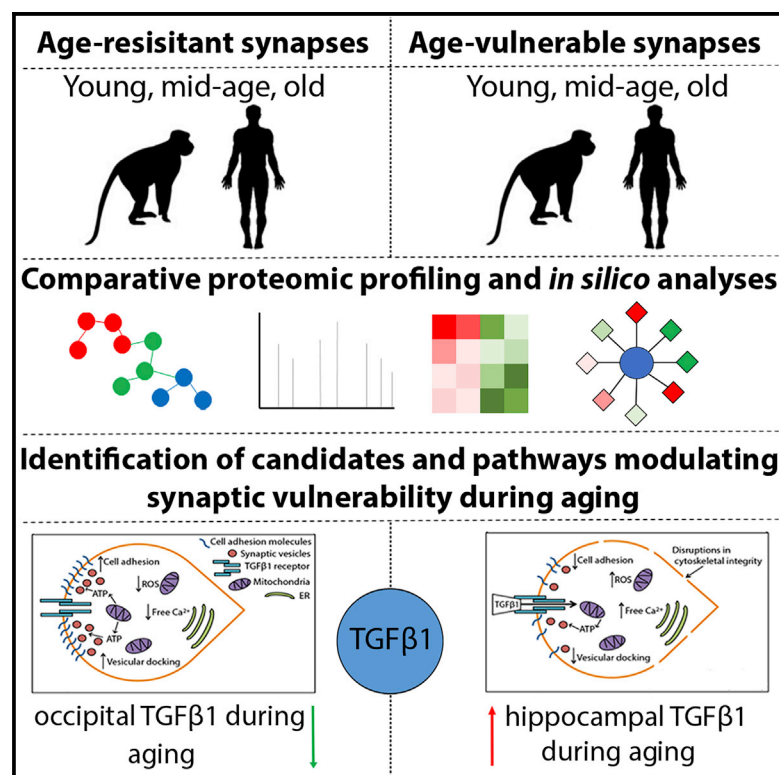 Age-resisitant synapses
Young, mid-age, old
Age-vulnerable synapses
Young, mid-age, old
Comparative proteomic profiling and in silico analyses
Identification of candidates and pathways modulating
synaptic vulnerability during aging
Cell adhesion molecules
Synaptic vesicles
TGFβ1 receptor
Mitochondria
ER
↑Cell adhesion
↓ROS
ATP
↓Free Ca²⁺
ATP
↑Vesicular docking
occipital TGFβ1 during
aging
TGFβ1
↓Cell adhesion
Disruptions in
cytoskeletal integrity
↑ROS
TGFβ1
↑Free Ca²⁺
ATP
↓Vesicular docking
hippocampal TGFβ1
during aging